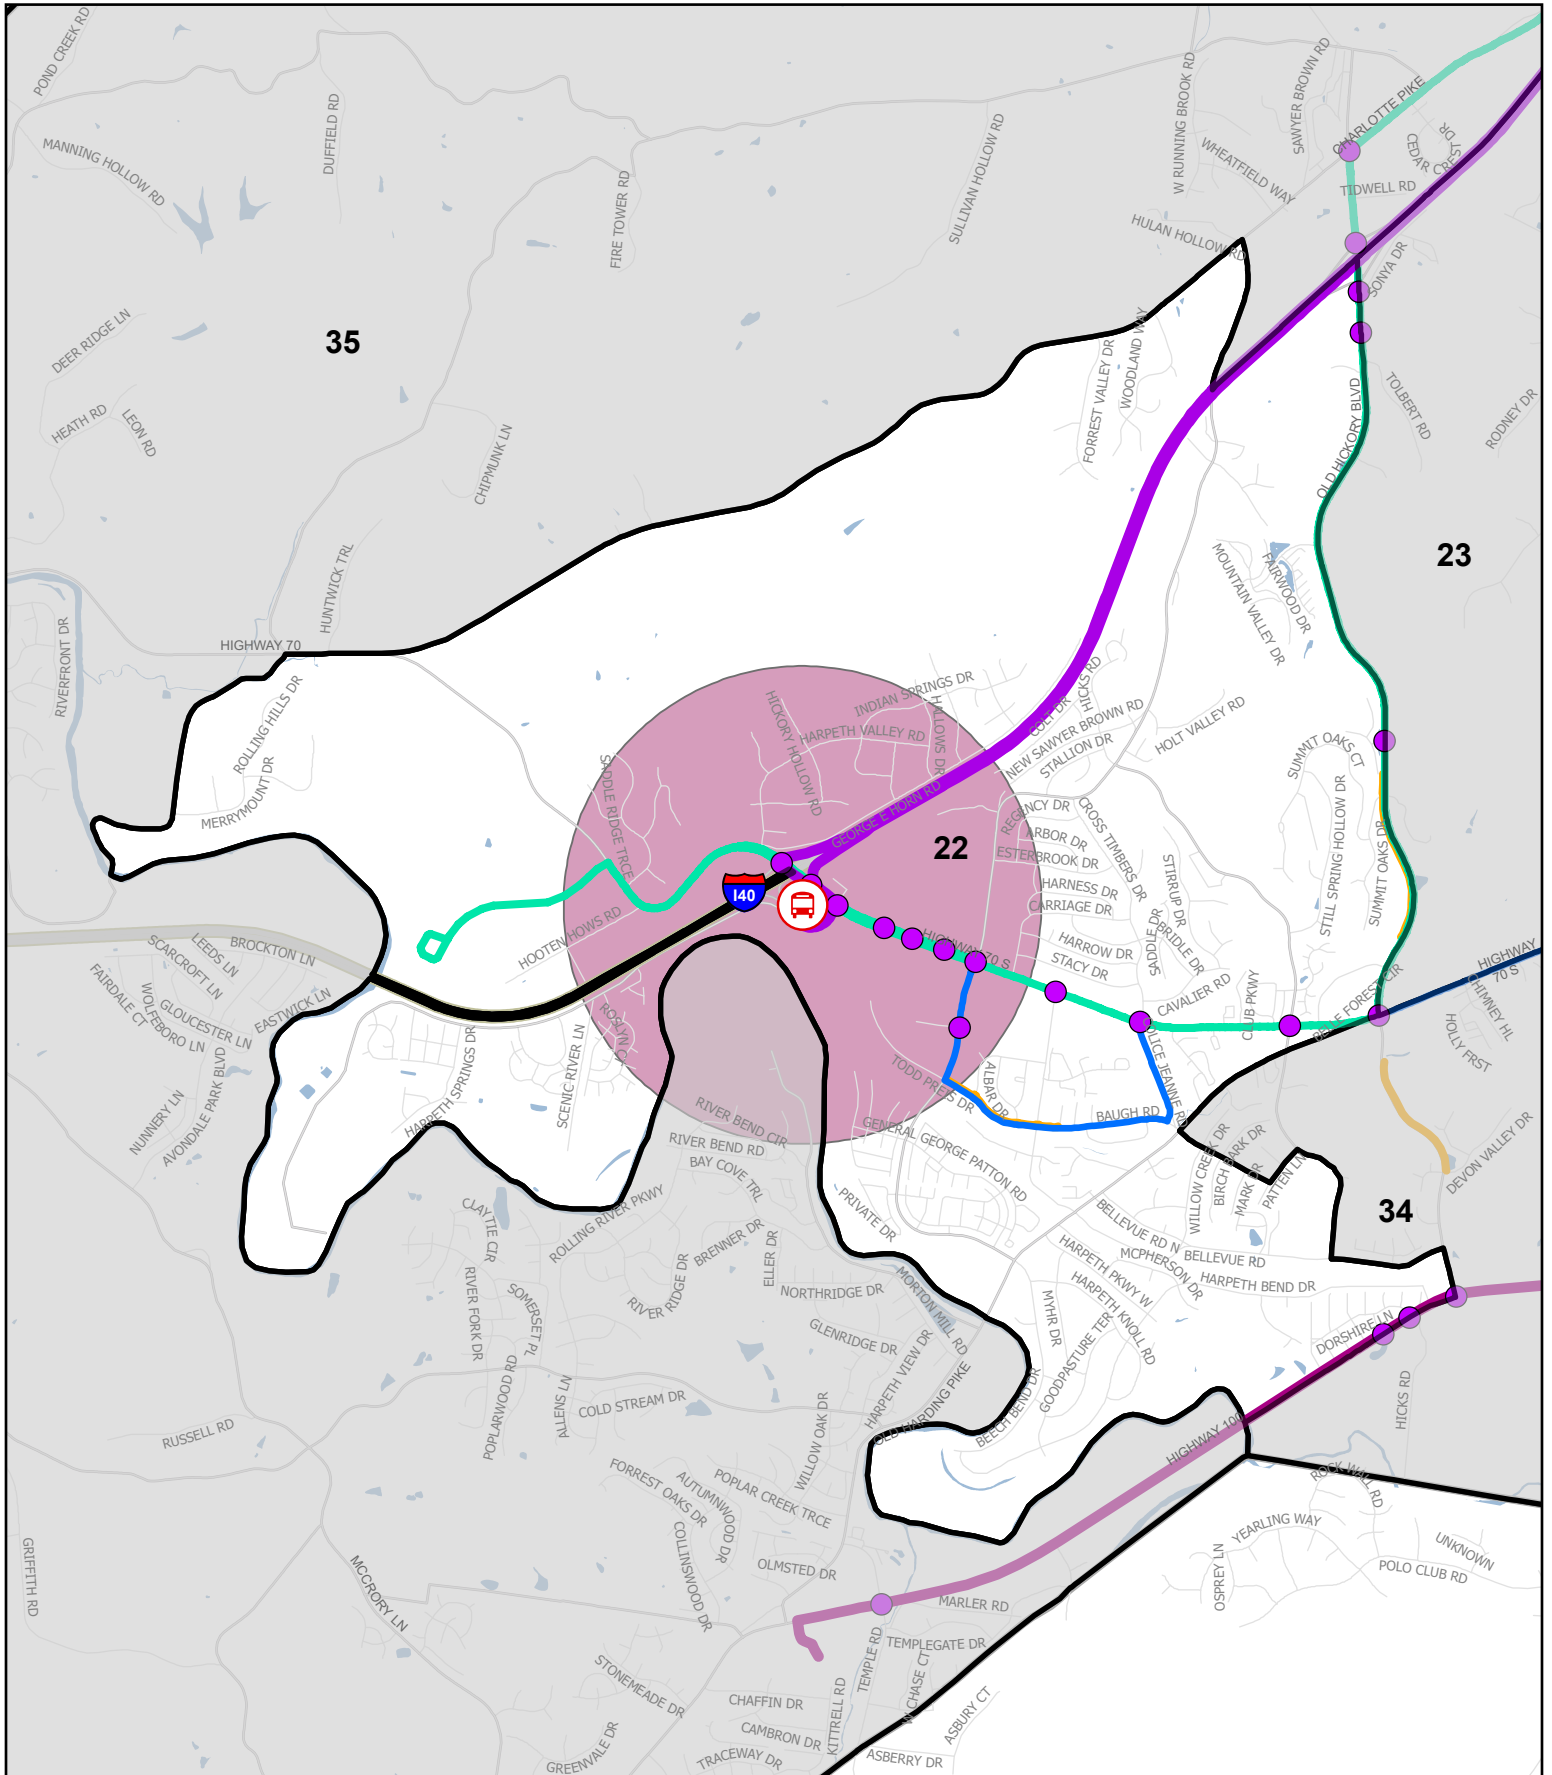 POND CREEK RD
MANNING HOLLOW RD
DUFFIELD RD
FIRE TOWER RD
SULLIVAN HOLLOW RD
W RUNNING BROOK RD
SAWYER BROWN RD
CHARLOTTE PIKE
CEDAR CREST DR
WHEATFIELD WAY
TIDWELL RD
HULAN HOLLOW RD
SONYA DR
35
DEER RIDGE LN
HEATH RD
LEON RD
CHIPMUNK LN
FORREST VALLEY DR
WOODLAND WAY
OLD HICKORY BLVD
TOLBERT RD
RODNEY DR
23
HUNTWICK TRL
HIGHWAY 70
RIVERFRONT DR
MOUNTAIN VALLEY DR
FAIRWOOD DR
ROLLING HILLS DR
MERRYMOUNT DR
SADDLE RIDGE TRCE
HICKORY HOLLOW RD
INDIAN SPRINGS DR
HARPETH VALLEY RD
HALLOWS DR
COLT DR
HICKS RD
NEW SAWYER BROWN RD
STALLION DR
HOLT VALLEY RD
SUMMIT OAKS CT
STILL SPRING HOLLOW DR
SUMMIT OAKS DR
GEORGE E HORN RD
22
REGENCY DR
ARBOR DR
ESTERBROOK DR
CROSS TIMBERS DR
HARNESS DR
CARRIAGE DR
STIRRUP DR
SADDLE DR
BRIDLE DR
HARROW DR
STACY DR
I40
HOOTEN HOWS RD
HIGHWAY 70 S
CAVALIER RD
CLUB PKWY
BELLE FOREST CIR
HIGHWAY
70 S
CHIMNEY HL
HOLLY FRST
BROCKTON LN
LEEDS LN
SCARCROFT LN
FAIRDALE CT
WOLFEBORO LN
GLOUCESTER LN
EASTWICK LN
NUNNERY LN
AVONDALE PARK BLVD
HARPETH SPRINGS DR
SCENIC RIVER LN
ROSLYN CT
TODD PREIS DR
ALBAR DR
COLICE JEANNE RD
BAUGH RD
RIVER BEND CIR
RIVER BEND RD
BAY COVE TRL
GENERAL GEORGE PATTON RD
PRIVATE DR
WILLOW CREEK DR
BIRCH BARK DR
MARK DR
PATTEN LN
DEVON VALLEY DR
34
CLAYTIE CIR
ROLLING RIVER PKWY
BRENNER DR
ELLER DR
RIVER RIDGE DR
NORTHRIDGE DR
MORTON MILL RD
BELLEVUE RD N
BELLEVUE RD
MCPHERSON DR
HARPETH BEND DR
HARPETH PKWY W
HARPETH KNOLL RD
MYHR DR
GOODPASTURE TER
DORSHIRE LN
RIVER FORK DR
SOMERSET PL
POPLARWOOD RD
ALLENS LN
COLD STREAM DR
GLENRIDGE DR
HARPETH VIEW DR
OLD HARDING PIKE
BEECH BEND DR
WILLOW OAK DR
HICKS RD
HIGHWAY 100
RUSSELL RD
FORREST OAKS DR
AUTUMNWOOD DR
POPLAR CREEK TRCE
COLLINSWOOD DR
OLMSTED DR
ROCK WALL RD
YEARLING WAY
UNKNOWN
POLO CLUB RD
OSPREY LN
GRIFFITH RD
MCCRORY LN
MARLER RD
TEMPLE RD
TEMPLEGATE DR
W CHASE CT
STONEMEADE DR
CHAFFIN DR
CAMBRON DR
KITTRELL RD
ASBURY CT
ASBERRY DR
GREENVALE DR
TRACEWAY DR